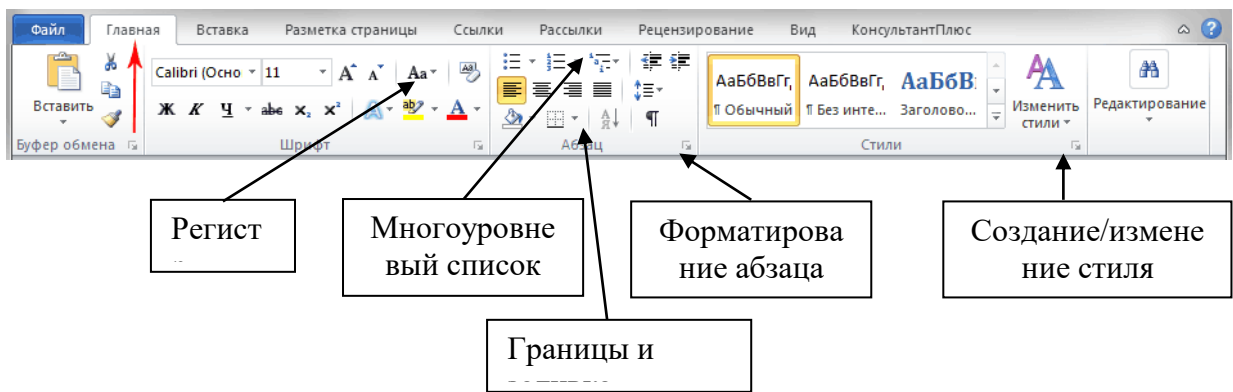 Файл Главная Вставка Разметка страницы Ссылки Рассылки Рецензирование Вид КонсультантПлюс
Calibri (Осно 11 А А Аа
Вставить
Ж К Ч abc x₂ x² A ab A
АаБбВвГг, АаБбВвГг, АаБбВ
¶ Обычный ¶ Без инте... Заголово...
Изменить
стили
Редактирование
Буфер обмена Шрифт Абзац Стили
Регист
Многоуровне
вый список
Форматирова
ние абзаца
Создание/измене
ние стиля
Границы и